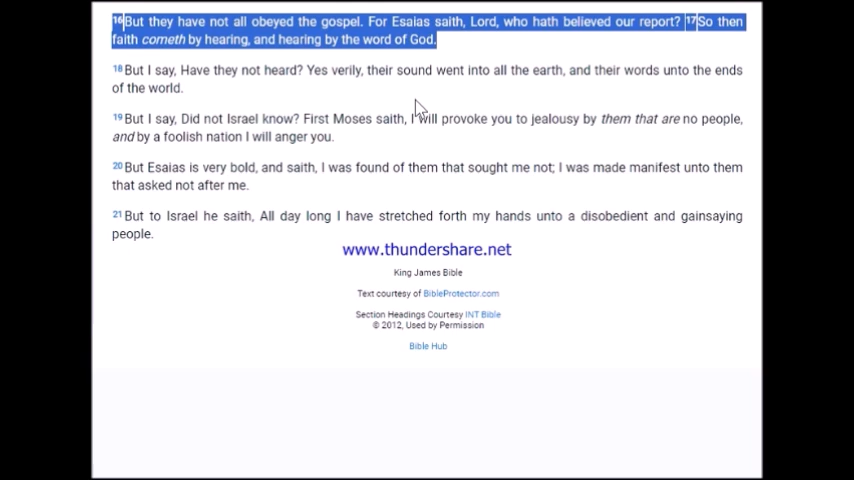 16But they have not all obeyed the gospel. For Esaias saith, Lord, who hath believed our report? 17So then
faith cometh by hearing, and hearing by the word of God.
18But I say, Have they not heard? Yes verily, their sound went into all the earth, and their words unto the ends
of the world.
19But I say, Did not Israel know? First Moses saith, I will provoke you to jealousy by them that are no people,
and by a foolish nation I will anger you.
20But Esaias is very bold, and saith, I was found of them that sought me not; I was made manifest unto them
that asked not after me.
21But to Israel he saith, All day long I have stretched forth my hands unto a disobedient and gainsaying
people.
www.thundershare.net
King James Bible
Text courtesy of BibleProtector.com
Section Headings Courtesy INT Bible
© 2012, Used by Permission
Bible Hub